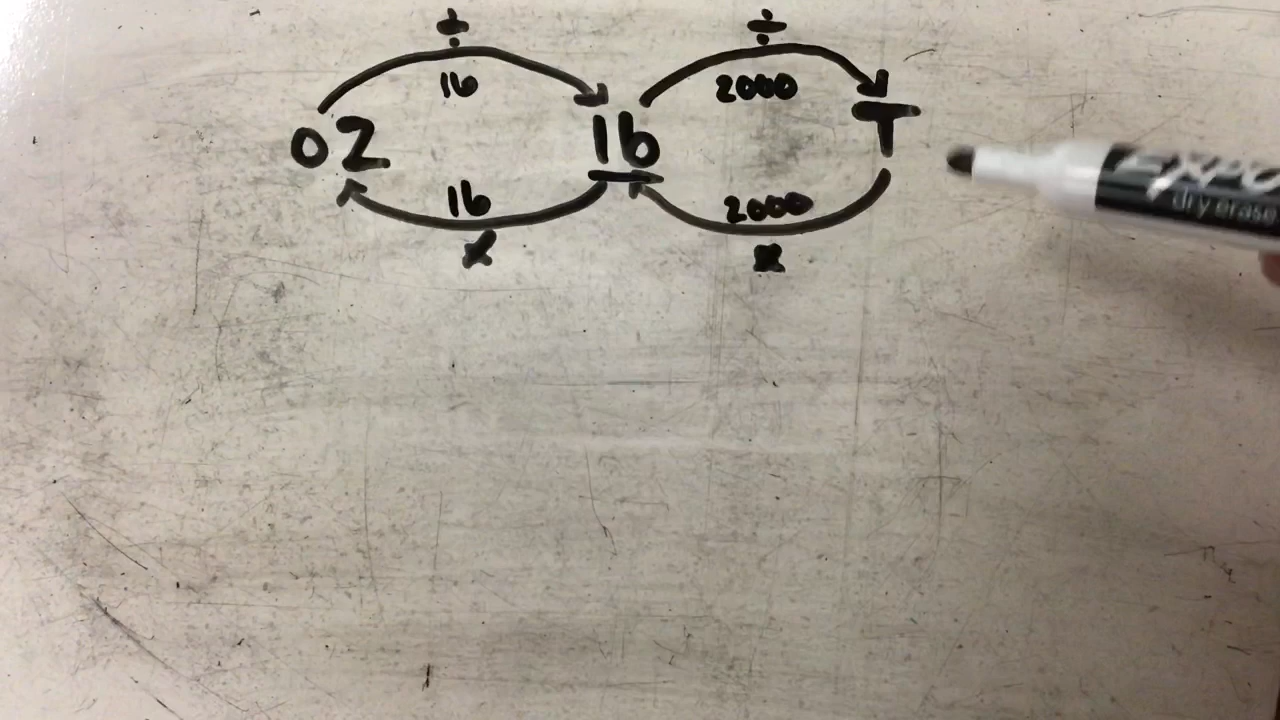 ÷ ÷
16 2000
oz lb T
16 2000
x x
EXPO
dry erase